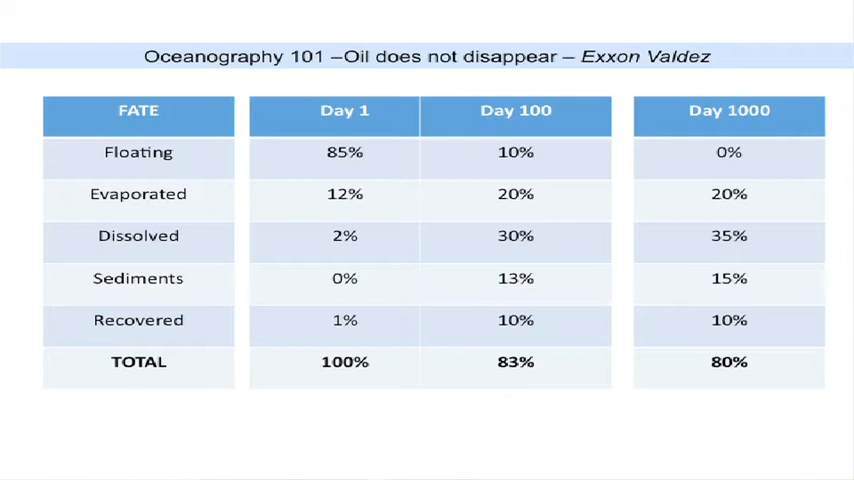 Oceanography 101 –Oil does not disappear – Exxon Valdez
FATE Day 1 Day 100 Day 1000
Floating 85% 10% 0%
Evaporated 12% 20% 20%
Dissolved 2% 30% 35%
Sediments 0% 13% 15%
Recovered 1% 10% 10%
TOTAL 100% 83% 80%